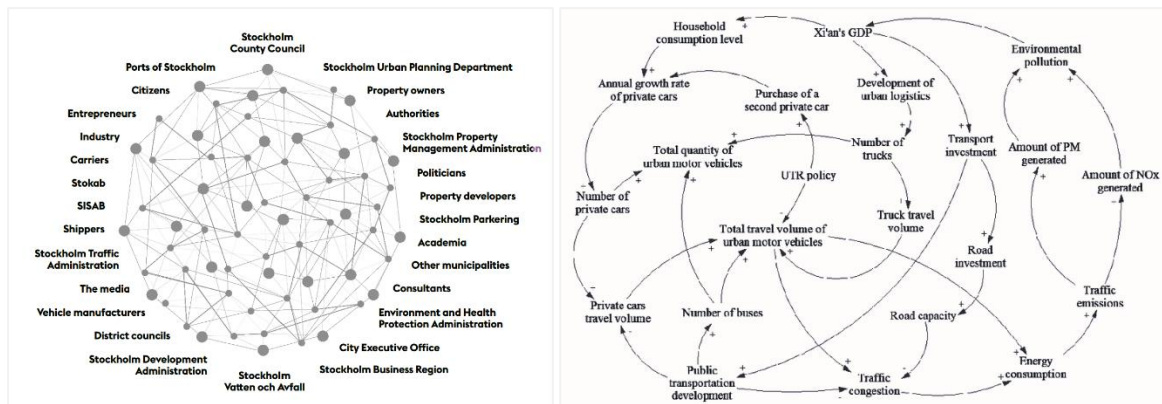 Stockholm
County Council
Ports of Stockholm
Stockholm Urban Planning Department
Citizens
Property owners
Entrepreneurs
Authorities
Industry
Stockholm Property
Management Administration
Carriers
Politicians
Stokab
Property developers
SISAB
Stockholm Parkering
Shippers
Academia
Stockholm Traffic
Administration
Other municipalities
The media
Consultants
Vehicle manufacturers
Environment and Health
Protection Administration
District councils
City Executive Office
Stockholm Development
Administration
Stockholm Business Region
Stockholm
Vatten och Avfall
Household
consumption level
Xi'an's GDP
Environmental
pollution
Annual growth rate
of private cars
Purchase of a
second private car
Development of
urban logistics
Total quantity of
urban motor vehicles
Number of
trucks
Transport
investment
Amount of PM
generated
Amount of NOx
generated
Number of
private cars
UTR policy
Truck travel
volume
Total travel volume of
urban motor vehicles
Road
investment
Private cars
travel volume
Number of buses
Road capacity
Traffic
emissions
Public
transportation
development
Traffic
congestion
Energy
consumption